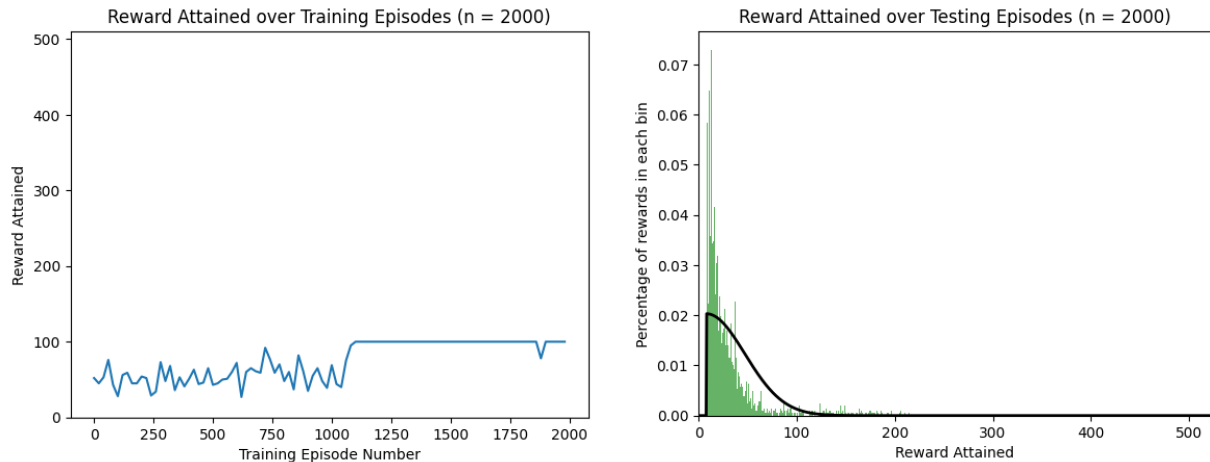 Reward Attained over Training Episodes (n = 2000)
500
400
300
200
100
0
Reward Attained
0 250 500 750 1000 1250 1500 1750 2000
Training Episode Number
Reward Attained over Testing Episodes (n = 2000)
0.07
0.06
0.05
0.04
0.03
0.02
0.01
0.00
Percentage of rewards in each bin
0 100 200 300 400 500
Reward Attained